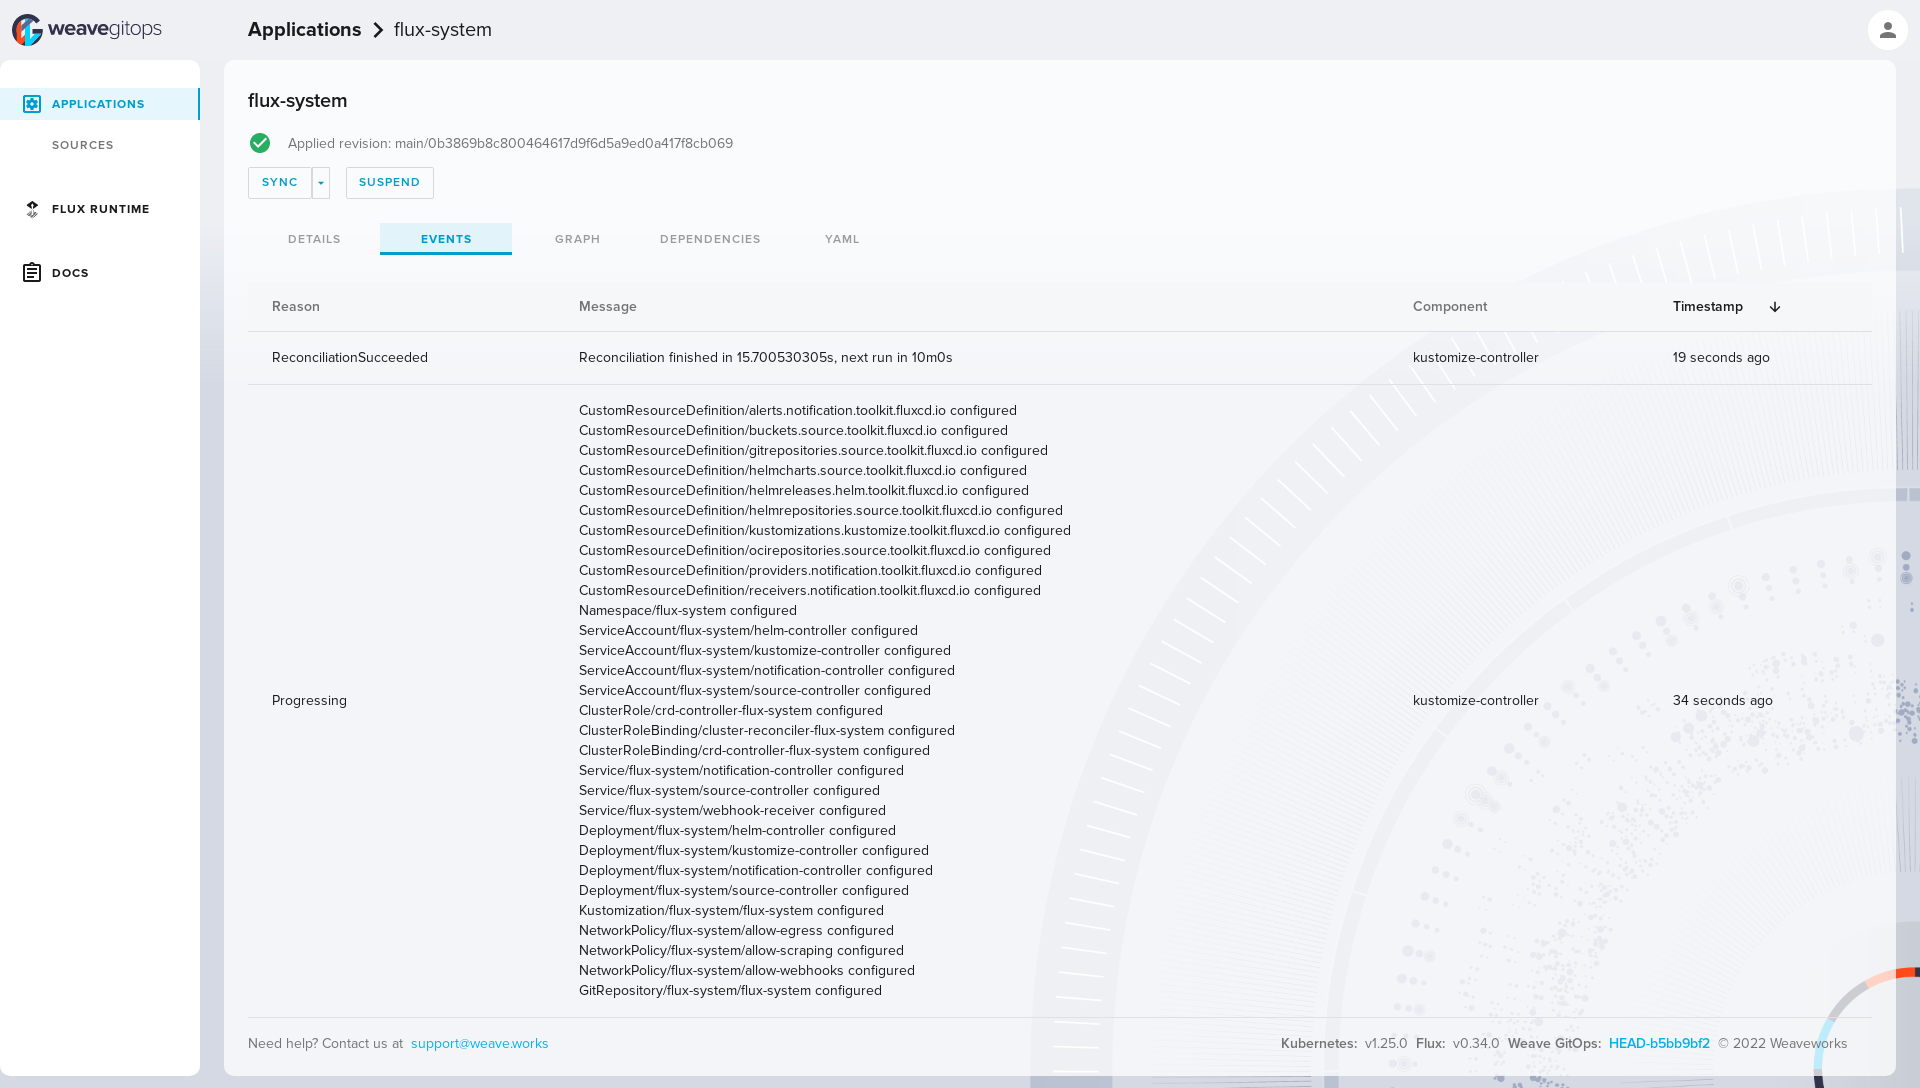 weavegitops
Applications > flux-system
APPLICATIONS
SOURCES
FLUX RUNTIME
DOCS
flux-system
Applied revision: main/0b3869b8c800464617d9f6d5a9ed0a417f8cb069
SYNC SUSPEND
DETAILS EVENTS GRAPH DEPENDENCIES YAML
Reason Message Component Timestamp
ReconciliationSucceeded Reconciliation finished in 15.700530305s, next run in 10m0s kustomize-controller 19 seconds ago
CustomResourceDefinition/alerts.notification.toolkit.fluxcd.io configured
CustomResourceDefinition/buckets.source.toolkit.fluxcd.io configured
CustomResourceDefinition/gitrepositories.source.toolkit.fluxcd.io configured
CustomResourceDefinition/helmcharts.source.toolkit.fluxcd.io configured
CustomResourceDefinition/helmreleases.helm.toolkit.fluxcd.io configured
CustomResourceDefinition/helmrepositories.source.toolkit.fluxcd.io configured
CustomResourceDefinition/kustomizations.kustomize.toolkit.fluxcd.io configured
CustomResourceDefinition/ocirepositories.source.toolkit.fluxcd.io configured
CustomResourceDefinition/providers.notification.toolkit.fluxcd.io configured
CustomResourceDefinition/receivers.notification.toolkit.fluxcd.io configured
Namespace/flux-system configured
ServiceAccount/flux-system/helm-controller configured
ServiceAccount/flux-system/kustomize-controller configured
ServiceAccount/flux-system/notification-controller configured
ServiceAccount/flux-system/source-controller configured
Progressing kustomize-controller 34 seconds ago
ClusterRole/crd-controller-flux-system configured
ClusterRoleBinding/cluster-reconciler-flux-system configured
ClusterRoleBinding/crd-controller-flux-system configured
Service/flux-system/notification-controller configured
Service/flux-system/source-controller configured
Service/flux-system/webhook-receiver configured
Deployment/flux-system/helm-controller configured
Deployment/flux-system/kustomize-controller configured
Deployment/flux-system/notification-controller configured
Deployment/flux-system/source-controller configured
Kustomization/flux-system/flux-system configured
NetworkPolicy/flux-system/allow-egress configured
NetworkPolicy/flux-system/allow-scraping configured
NetworkPolicy/flux-system/allow-webhooks configured
GitRepository/flux-system/flux-system configured
Need help? Contact us at support@weave.works Kubernetes: v1.25.0 Flux: v0.34.0 Weave GitOps: HEAD-b5bb9bf2 © 2022 Weaveworks